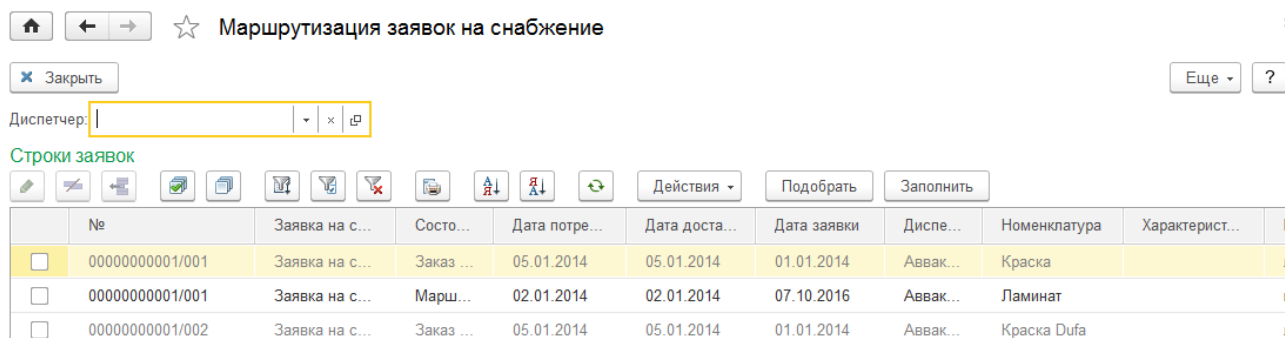 Маршрутизация заявок на снабжение
Закрыть Еще ?
Диспетчер:
Строки заявок
Действия Подобрать Заполнить
№ Заявка на с... Состо... Дата потре... Дата доста... Дата заявки Диспе... Номенклатура Характерист...
00000000001/001 Заявка на с... Заказ ... 05.01.2014 05.01.2014 01.01.2014 Аввак... Краска
00000000001/001 Заявка на с... Марш... 02.01.2014 02.01.2014 07.10.2016 Аввак... Ламинат
00000000001/002 Заявка на с... Заказ ... 05.01.2014 05.01.2014 01.01.2014 Аввак... Краска Dufa